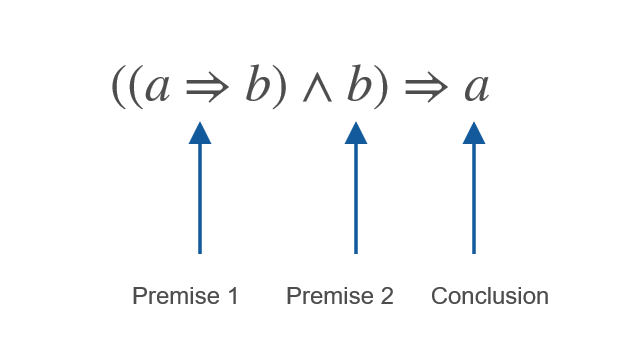 ((a ⇒ b) ∧ b) ⇒ a
Premise 1 Premise 2 Conclusion